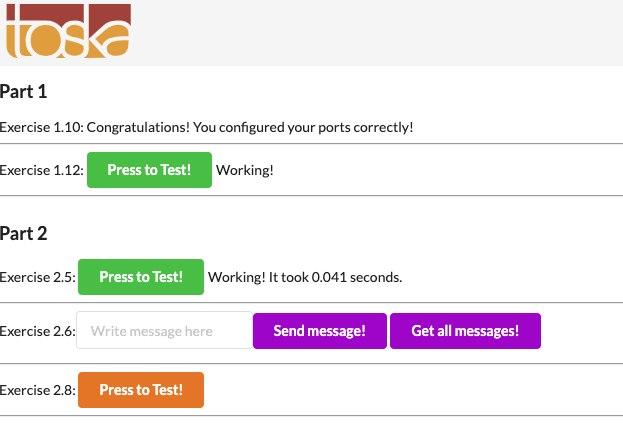 toska
Part 1
Exercise 1.10: Congratulations! You configured your ports correctly!
Exercise 1.12: Press to Test! Working!
Part 2
Exercise 2.5: Press to Test! Working! It took 0.041 seconds.
Exercise 2.6: Write message here Send message! Get all messages!
Exercise 2.8: Press to Test!